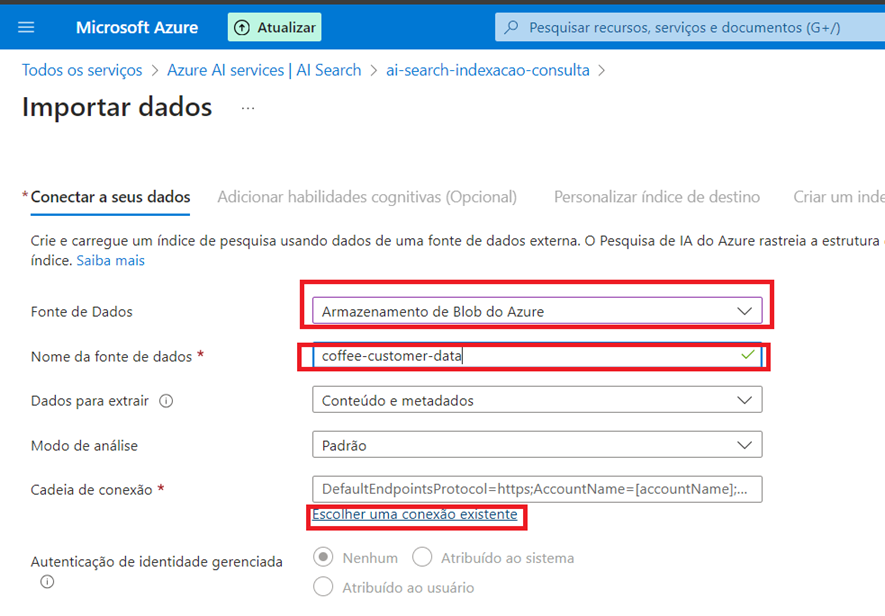 Microsoft Azure
Atualizar
Pesquisar recursos, serviços e documentos (G+/)
Todos os serviços > Azure AI services | AI Search > ai-search-indexacao-consulta >
Importar dados ...
* Conectar a seus dados Adicionar habilidades cognitivas (Opcional) Personalizar índice de destino Criar um inde
Crie e carregue um índice de pesquisa usando dados de uma fonte de dados externa. O Pesquisa de IA do Azure rastreia a estrutura
índice. Saiba mais
Fonte de Dados Armazenamento de Blob do Azure
Nome da fonte de dados * coffee-customer-data
Dados para extrair Conteúdo e metadados
Modo de análise Padrão
Cadeia de conexão * DefaultEndpointsProtocol=https;AccountName=[accountName];...
Escolher uma conexão existente
Autenticação de identidade gerenciada Nenhum Atribuído ao sistema
Atribuído ao usuário